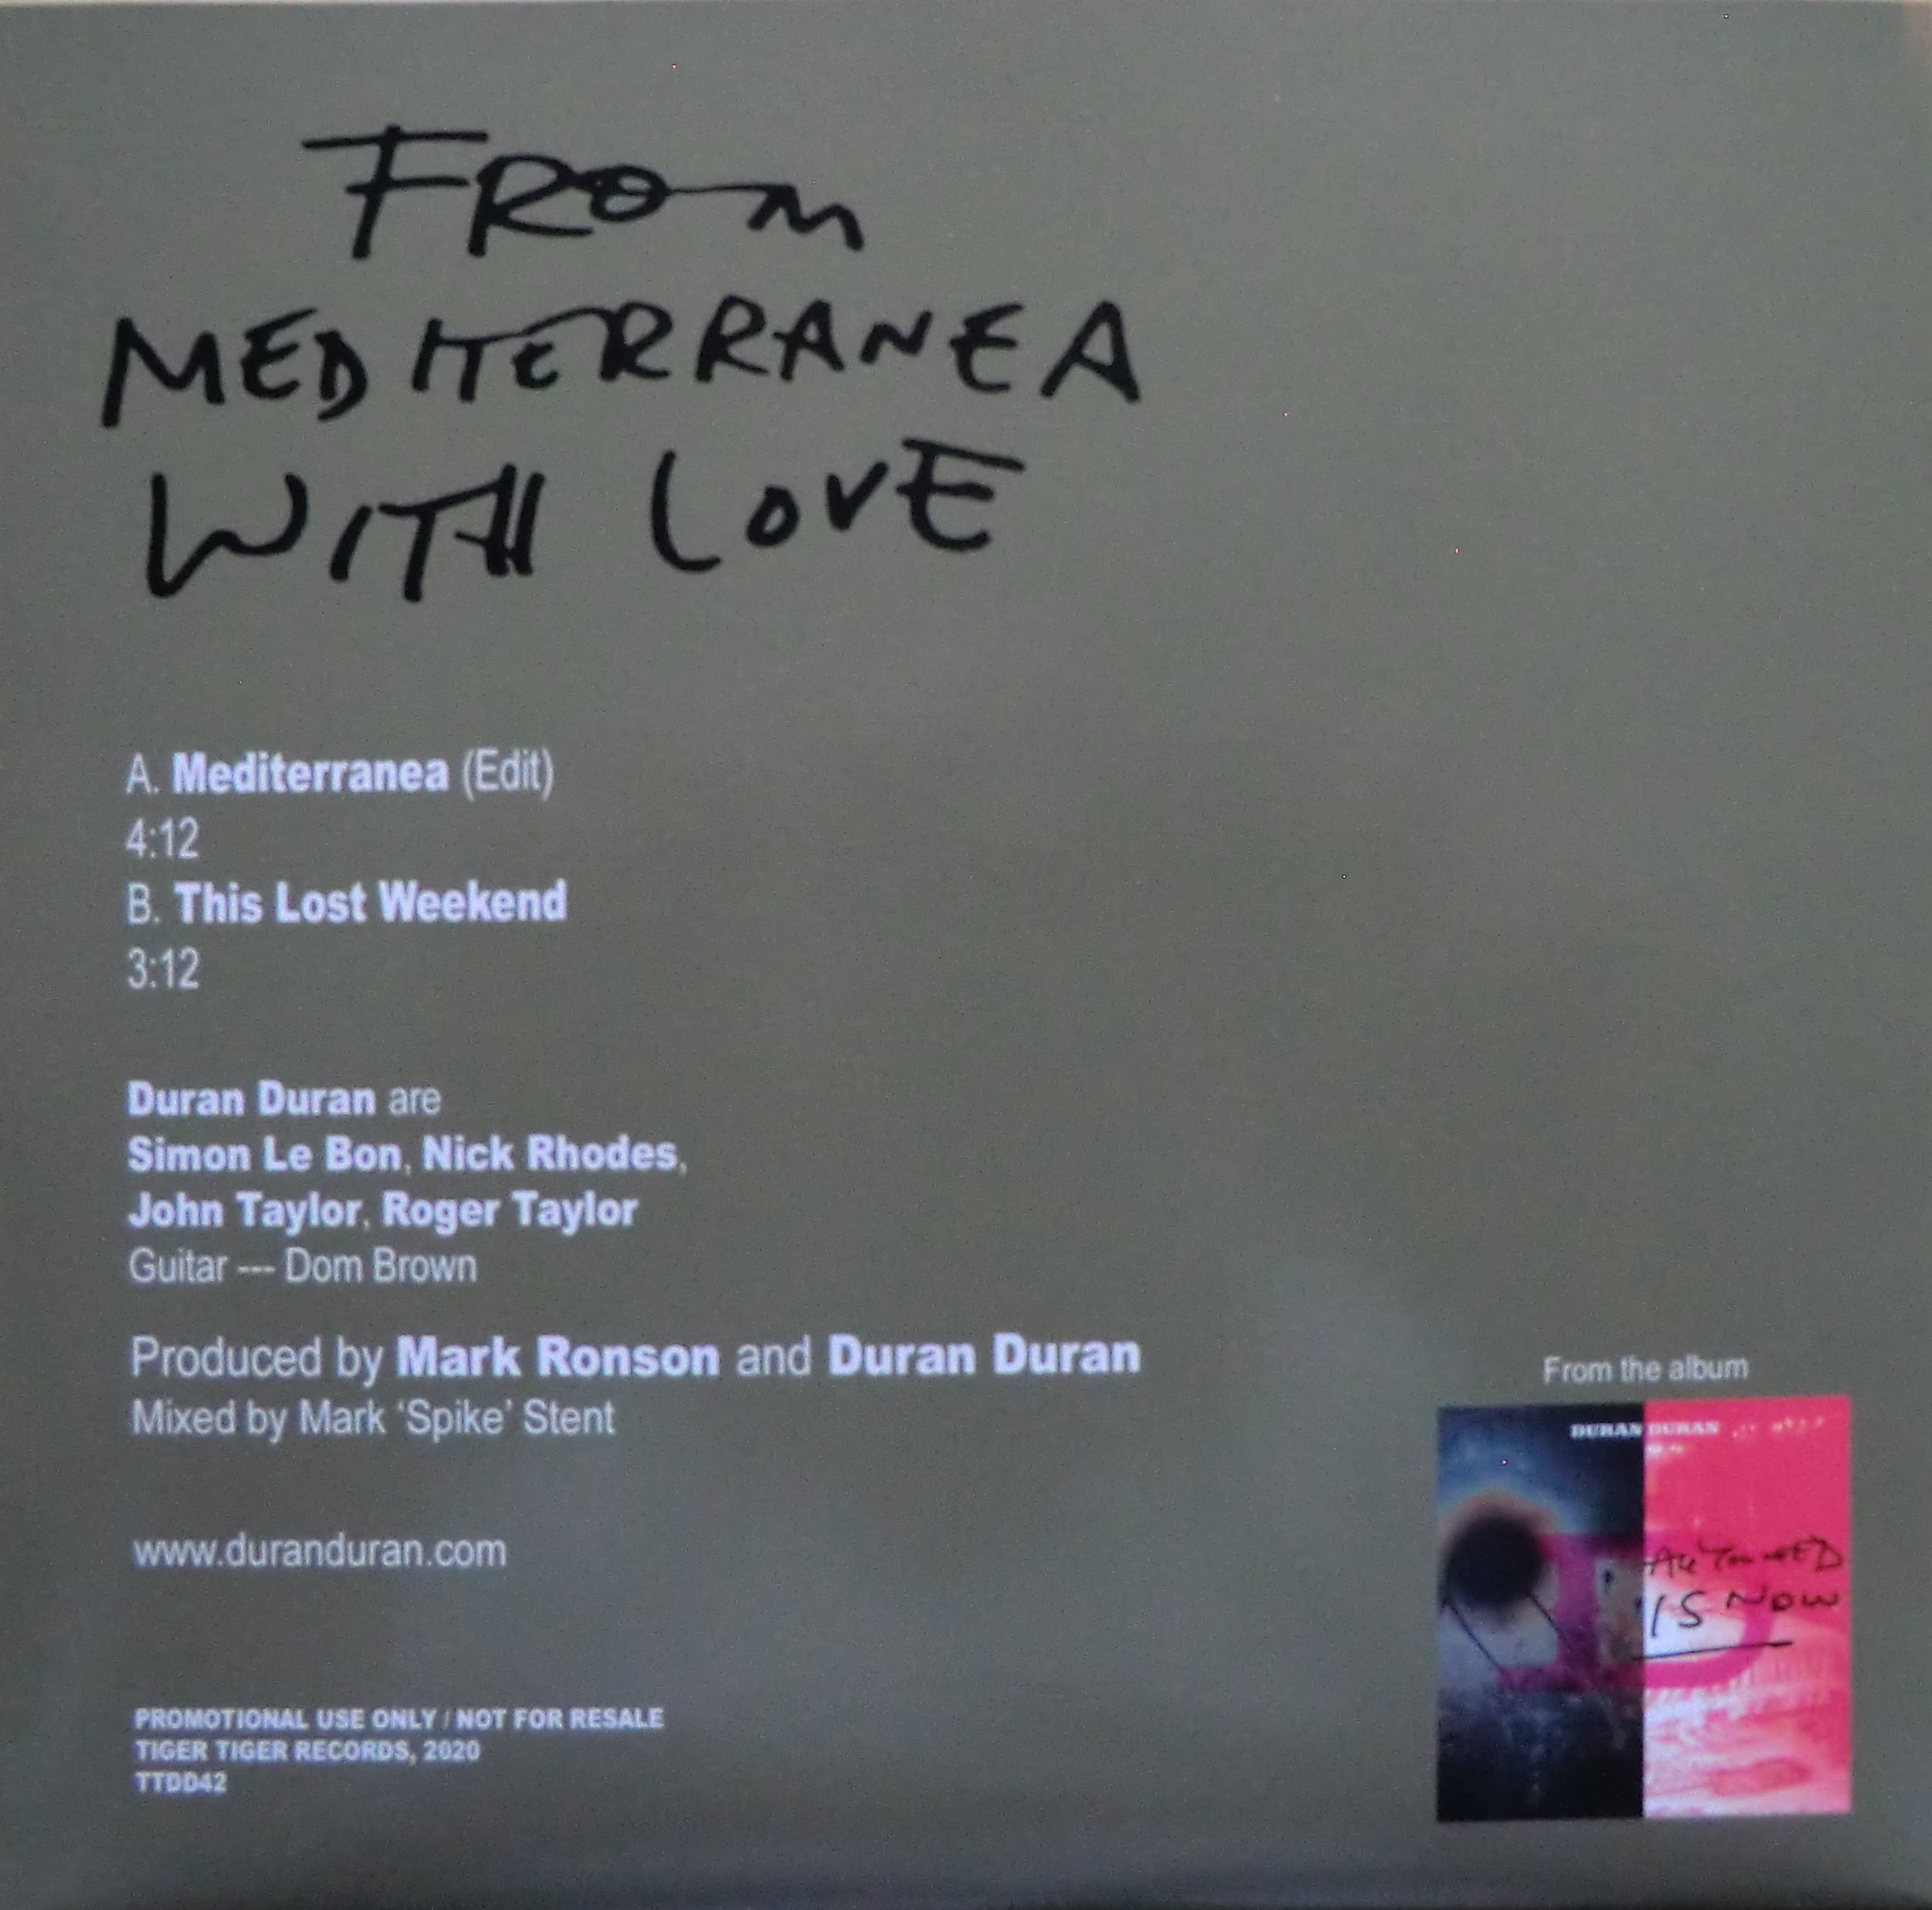 FROM
MEDITERRANEA
WITH LOVE
A. Mediterranea (Edit)
4:12
B. This Lost Weekend
3:12
Duran Duran are
Simon Le Bon, Nick Rhodes,
John Taylor, Roger Taylor
Guitar --- Dom Brown
Produced by Mark Ronson and Duran Duran
Mixed by Mark ‘Spike’ Stent
www.duranduran.com
PROMOTIONAL USE ONLY / NOT FOR RESALE
TIGER TIGER RECORDS, 2020
TTDD42
From the album
DURAN DURAN
ALL YOU NEED
IS NOW